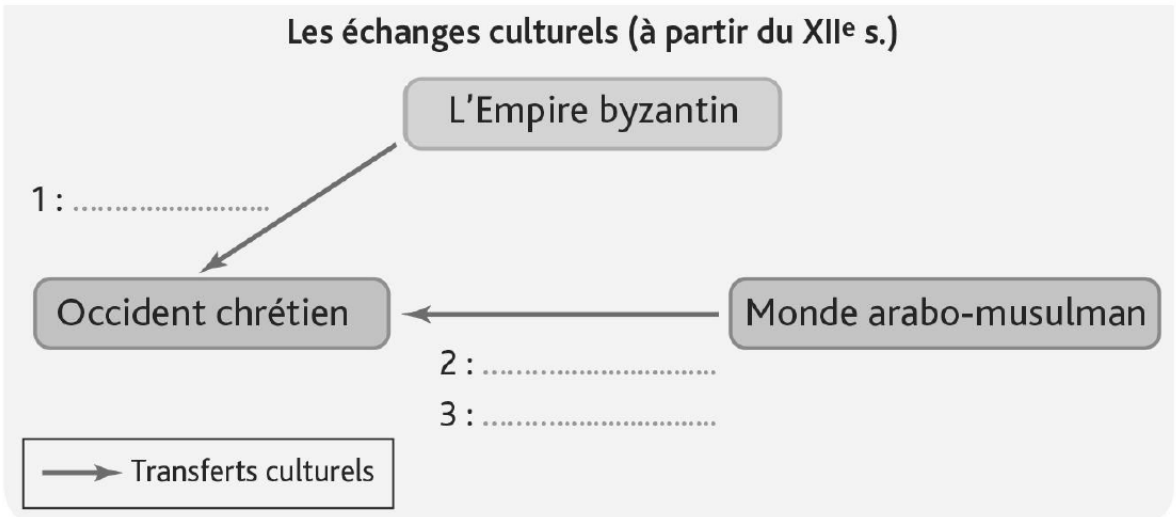 Les échanges culturels (à partir du XIIe s.)
L'Empire byzantin
1 : ............................
Occident chrétien
Monde arabo-musulman
2 : .................................
3 : .................................
Transferts culturels